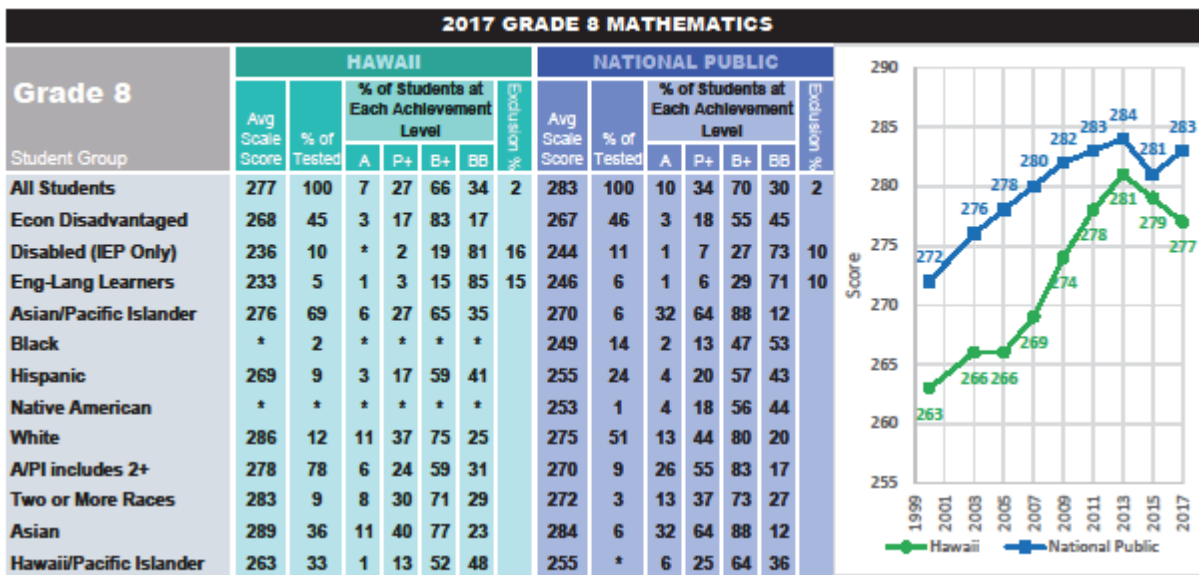 2017 GRADE 8 MATHEMATICS
HAWAII NATIONAL PUBLIC
Grade 8
Student Group
Avg Scale Score % of Tested % of Students at Each Achievement Level A P+ B+ BB Exclusion % Avg Scale Score % of Tested % of Students at Each Achievement Level A P+ B+ BB Exclusion %
All Students 277 100 7 27 66 34 2 283 100 10 34 70 30 2
Econ Disadvantaged 268 45 3 17 83 17 267 46 3 18 55 45
Disabled (IEP Only) 236 10 * 2 19 81 16 244 11 1 7 27 73 10
Eng-Lang Learners 233 5 1 3 15 85 15 246 6 1 6 29 71 10
Asian/Pacific Islander 276 69 6 27 65 35 270 6 32 64 88 12
Black * 2 * * * * 249 14 2 13 47 53
Hispanic 269 9 3 17 59 41 255 24 4 20 57 43
Native American * * * * * * 253 1 4 18 56 44
White 286 12 11 37 75 25 275 51 13 44 80 20
A/PI includes 2+ 278 78 6 24 59 31 270 9 26 55 83 17
Two or More Races 283 9 8 30 71 29 272 3 13 37 73 27
Asian 289 36 11 40 77 23 284 6 32 64 88 12
Hawaii/Pacific Islander 263 33 1 13 52 48 255 * 6 25 64 36
Score
290
285
280
275
270
265
260
255
272 276 278 280 282 283 284 281 283
263 266 266 269 274 278 281 279 277
1999 2001 2003 2005 2007 2009 2011 2013 2015 2017
Hawaii National Public